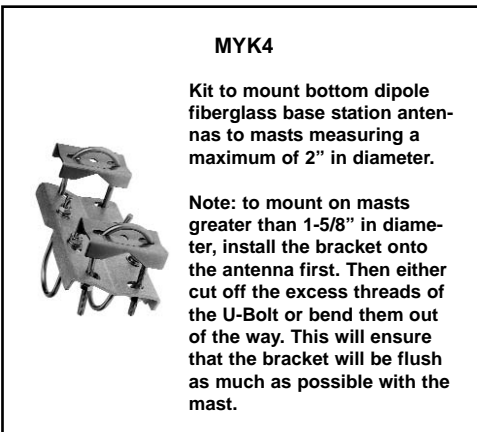 MYK4
Kit to mount bottom dipole
fiberglass base station anten-
nas to masts measuring a
maximum of 2” in diameter.
Note: to mount on masts
greater than 1-5/8” in diame-
ter, install the bracket onto
the antenna first. Then either
cut off the excess threads of
the U-Bolt or bend them out
of the way. This will ensure
that the bracket will be flush
as much as possible with the
mast.